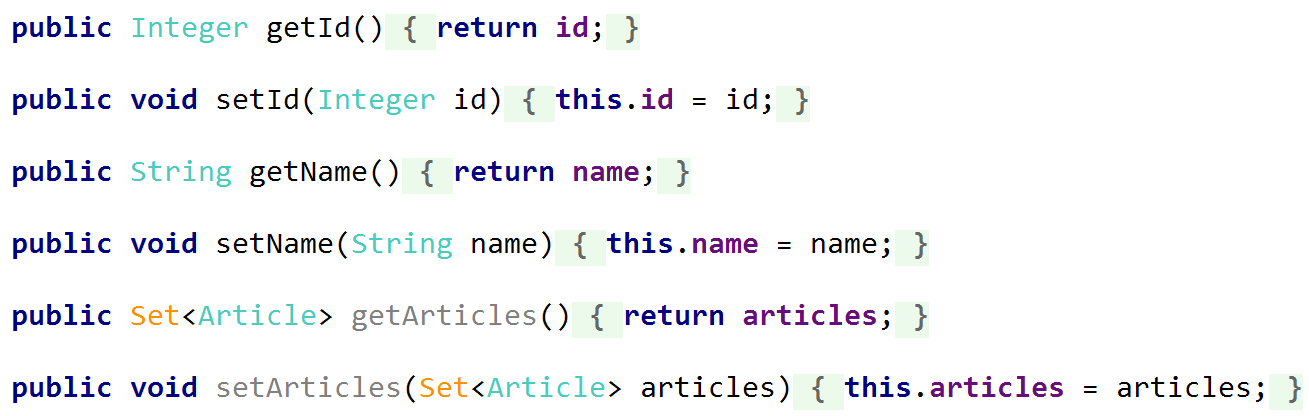 public Integer getId() { return id; }
public void setId(Integer id) { this.id = id; }
public String getName() { return name; }
public void setName(String name) { this.name = name; }
public Set<Article> getArticles() { return articles; }
public void setArticles(Set<Article> articles) { this.articles = articles; }